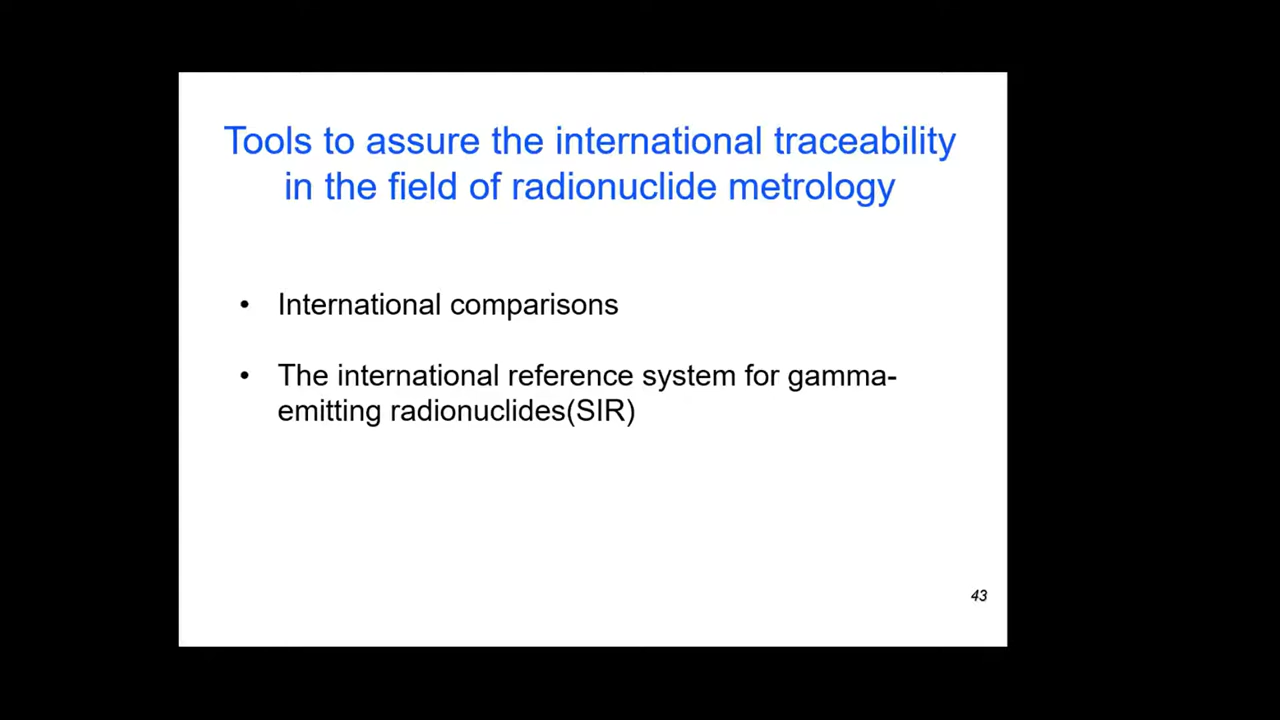 Tools to assure the international traceability
in the field of radionuclide metrology
• International comparisons
• The international reference system for gamma-
emitting radionuclides(SIR)
43